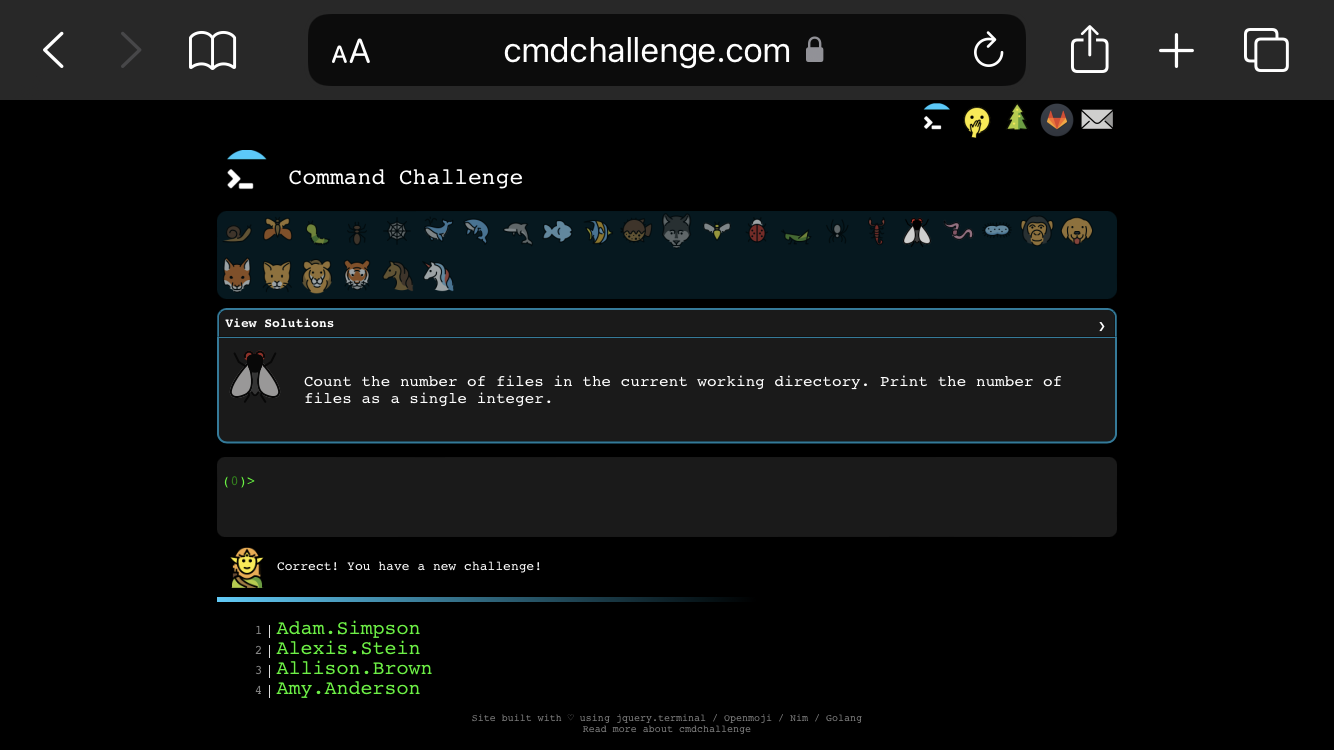 AA cmdchallenge.com
Command Challenge
View Solutions
Count the number of files in the current working directory. Print the number of
files as a single integer.
(0)>
Correct! You have a new challenge!
1|Adam.Simpson
2|Alexis.Stein
3|Allison.Brown
4|Amy.Anderson
Site built with ♡ using jquery.terminal / Openmoji / Nim / Golang
Read more about cmdchallenge